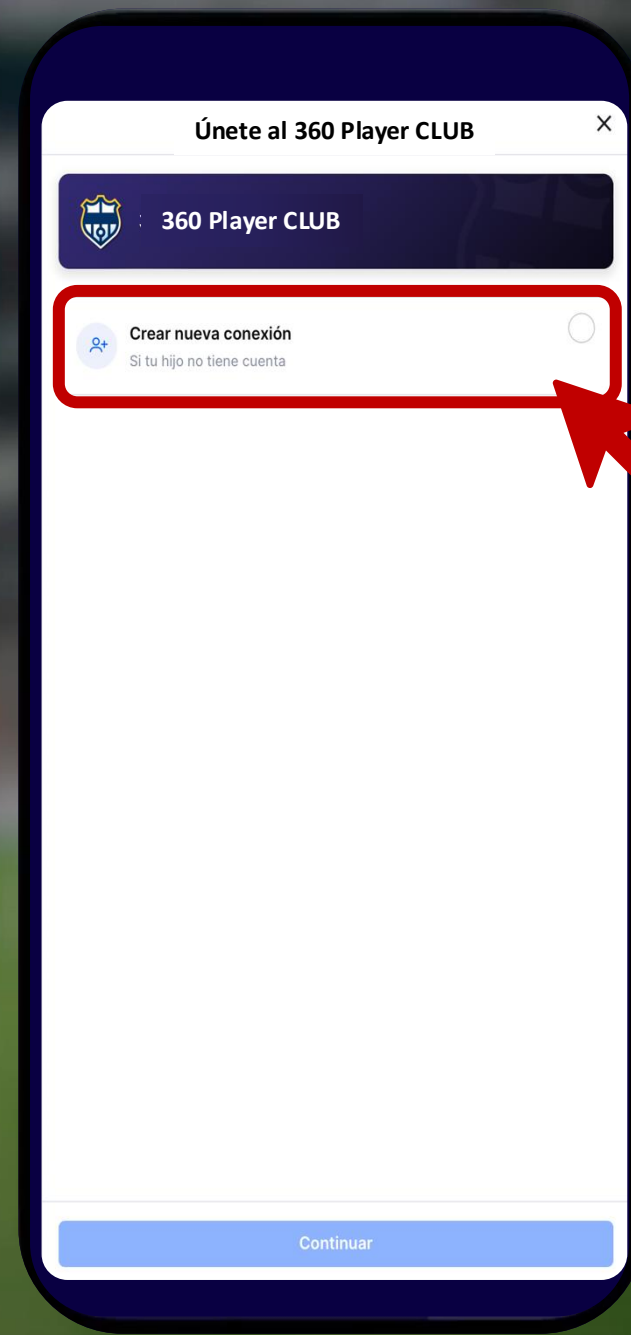 Únete al 360 Player CLUB
360 Player CLUB
Crear nueva conexión
Si tu hijo no tiene cuenta
Continuar